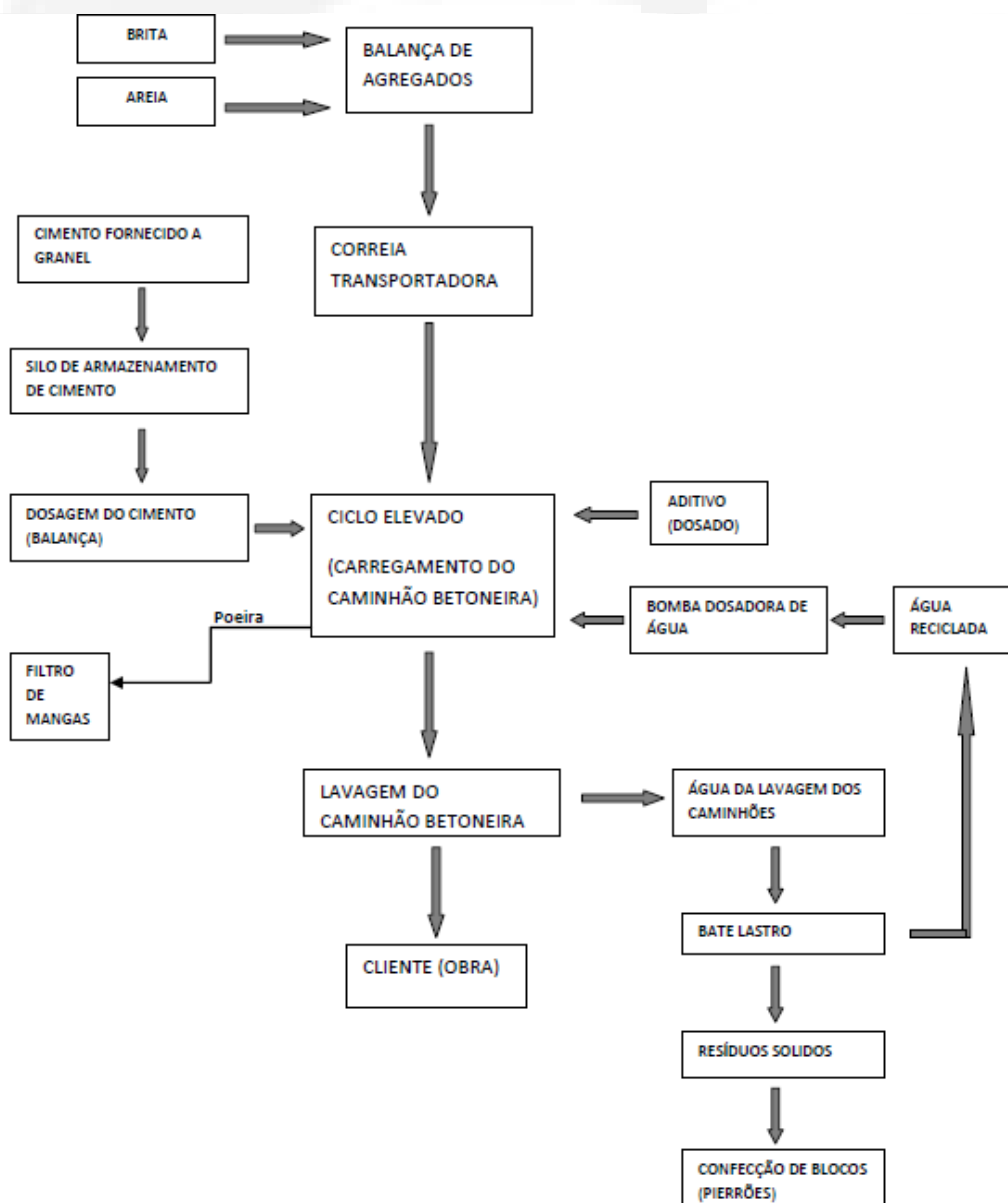 BRITA
BALANÇA DE
AGREGADOS
AREIA
CIMENTO FORNECIDO A
GRANEL
CORREIA
TRANSPORTADORA
SILO DE ARMAZENAMENTO
DE CIMENTO
DOSAGEM DO CIMENTO
(BALANÇA)
CICLO ELEVADO
(CARREGAMENTO DO
CAMINHÃO BETONEIRA)
ADITIVO
(DOSADO)
BOMBA DOSADORA DE
ÁGUA
ÁGUA
RECICLADA
Poeira
FILTRO
DE
MANGAS
LAVAGEM DO
CAMINHÃO BETONEIRA
ÁGUA DA LAVAGEM DOS
CAMINHÕES
BATE LASTRO
CLIENTE (OBRA)
RESÍDUOS SOLIDOS
CONFECÇÃO DE BLOCOS
(PIERRÕES)